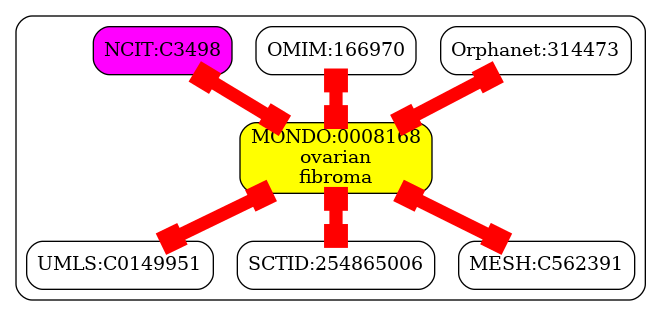 NCIT:C3498
OMIM:166970
Orphanet:314473
MONDO:0008168
ovarian
fibroma
UMLS:C0149951
SCTID:254865006
MESH:C562391